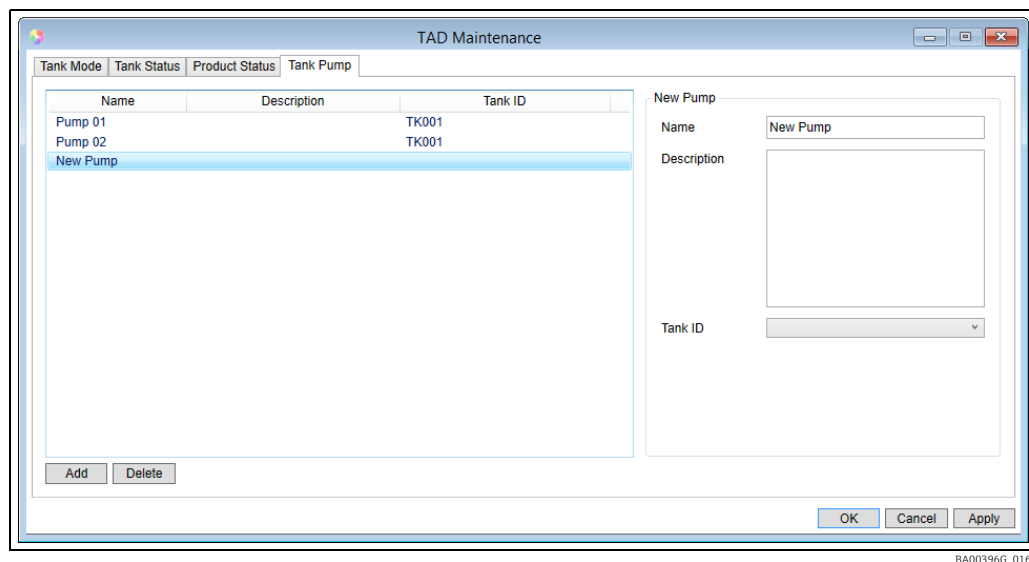 TAD Maintenance
Tank Mode Tank Status Product Status Tank Pump
Name Description Tank ID
Pump 01 TK001
Pump 02 TK001
New Pump
Add Delete
New Pump
Name New Pump
Description
Tank ID
OK Cancel Apply
BA00396G_016